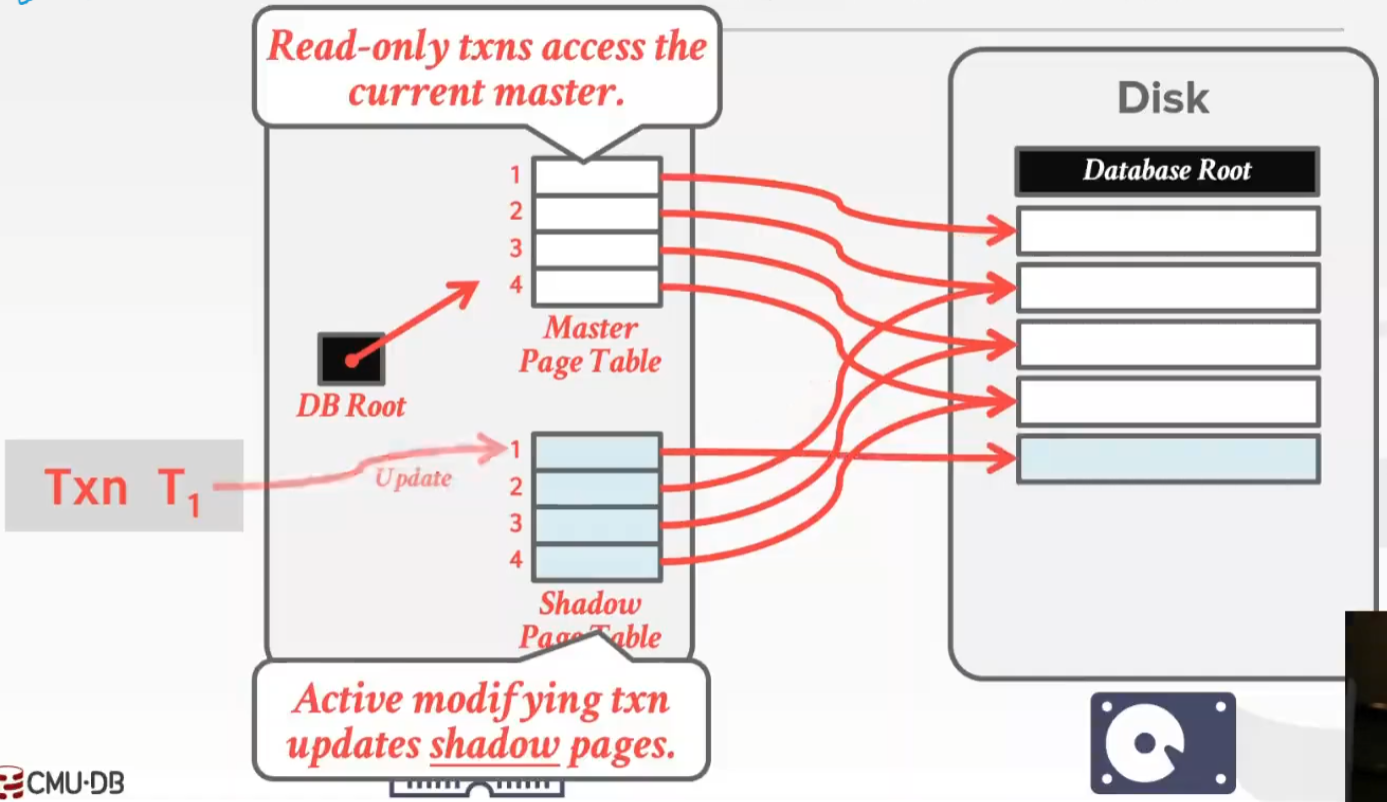 Read-only txns access the
current master.
Disk
Database Root
1
2
3
4
Master
Page Table
DB Root
Txn T₁
Update
1
2
3
4
Shadow
Page Table
Active modifying txn
updates shadow pages.
CMU·DB